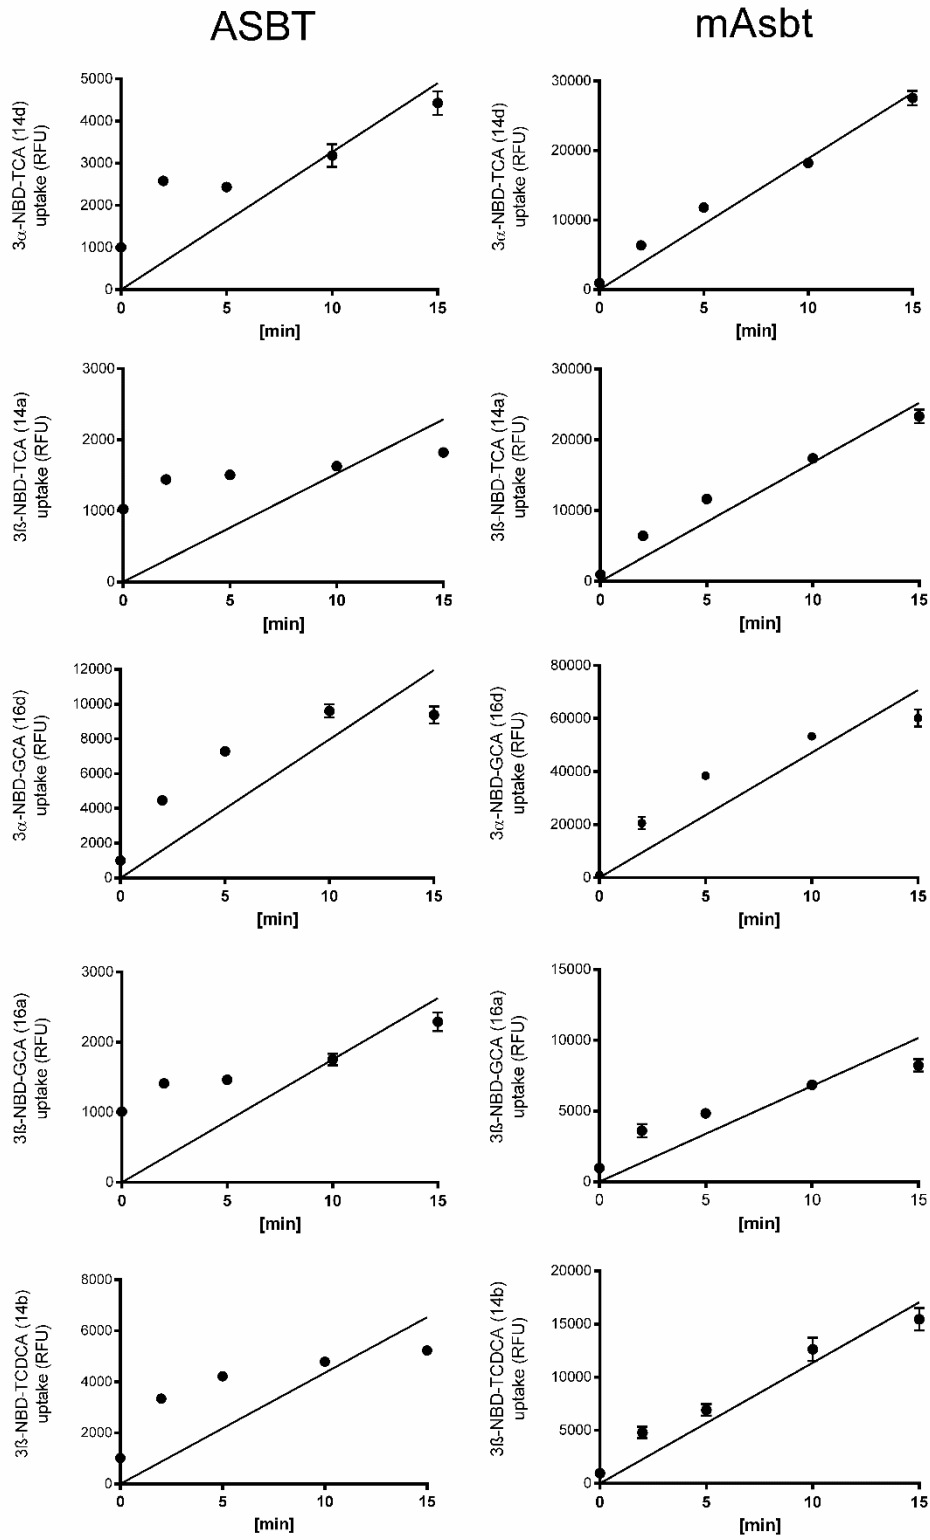 ASBT
mAsbt
3α-NBD-TCA (14d)
uptake (RFU)
5000
4000
3000
2000
1000
0
0 5 10 15
[min]
3α-NBD-TCA (14d)
uptake (RFU)
30000
20000
10000
0
0 5 10 15
[min]
3ß-NBD-TCA (14a)
uptake (RFU)
3000
2000
1000
0
0 5 10 15
[min]
3ß-NBD-TCA (14a)
uptake (RFU)
30000
20000
10000
0
0 5 10 15
[min]
3α-NBD-GCA (16d)
uptake (RFU)
12000
10000
8000
6000
4000
2000
0
0 5 10 15
[min]
3α-NBD-GCA (16d)
uptake (RFU)
80000
60000
40000
20000
0
0 5 10 15
[min]
3ß-NBD-GCA (16a)
uptake (RFU)
3000
2000
1000
0
0 5 10 15
[min]
3ß-NBD-GCA (16a)
uptake (RFU)
15000
10000
5000
0
0 5 10 15
[min]
3ß-NBD-TCDCA (14b)
uptake (RFU)
8000
6000
4000
2000
0
0 5 10 15
[min]
3ß-NBD-TCDCA (14b)
uptake (RFU)
20000
15000
10000
5000
0
0 5 10 15
[min]